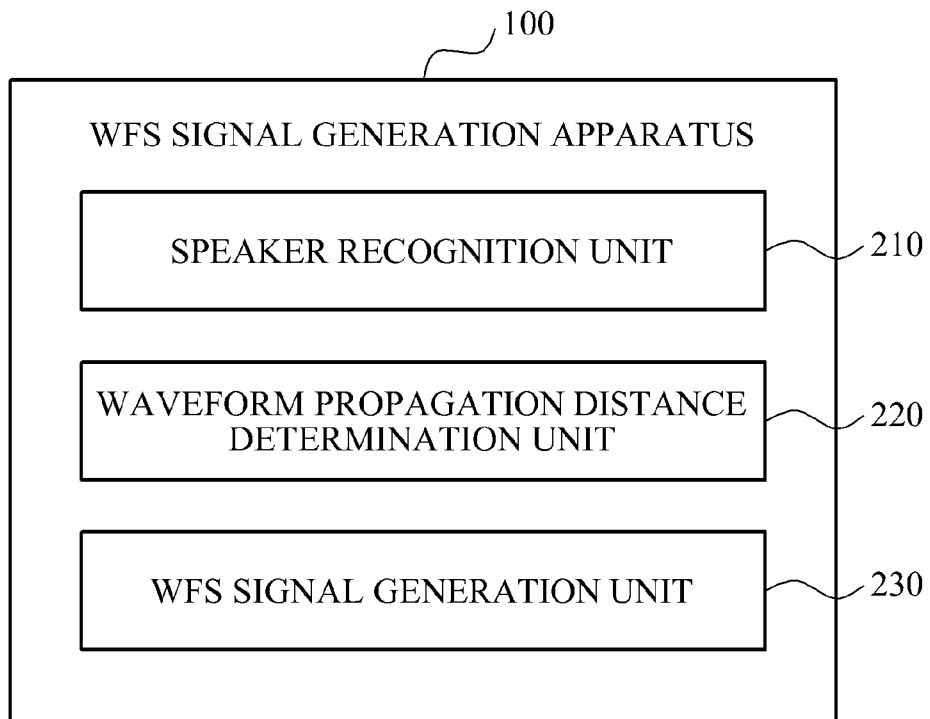 100
WFS SIGNAL GENERATION APPARATUS
SPEAKER RECOGNITION UNIT
210
WAVEFORM PROPAGATION DISTANCE
DETERMINATION UNIT
220
WFS SIGNAL GENERATION UNIT
230